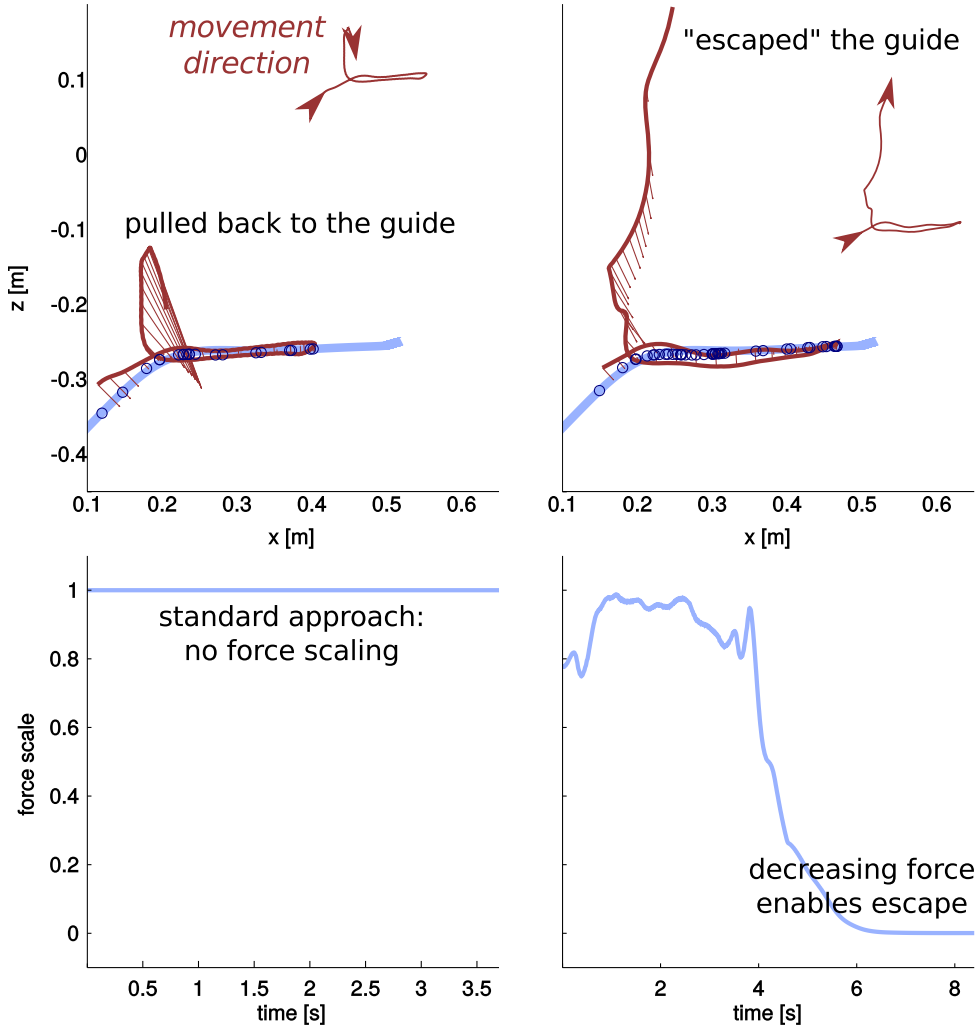 movement
direction
"escaped" the guide
pulled back to the guide
z [m]
0.1
0
-0.1
-0.2
-0.3
-0.4
0.1 0.2 0.3 0.4 0.5 0.6
x [m]
0.1 0.2 0.3 0.4 0.5 0.6
x [m]
standard approach:
no force scaling
decreasing force
enables escape
force scale
1
0.8
0.6
0.4
0.2
0
0.5 1 1.5 2 2.5 3 3.5
time [s]
2 4 6 8
time [s]